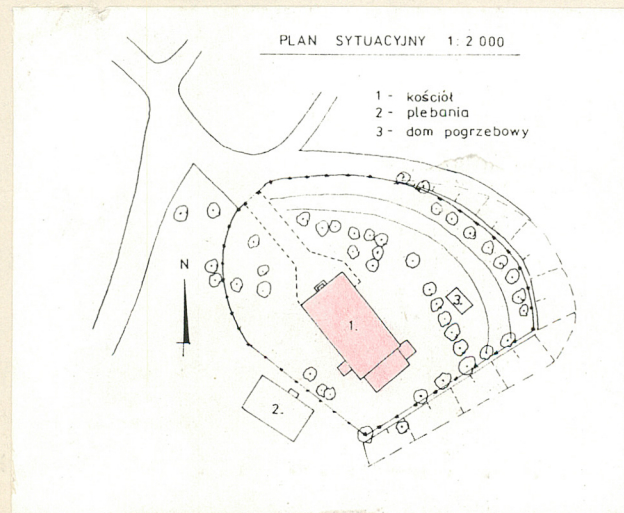 PLAN SYTUACYJNY 1:2 000
1 - kościół
2 - plebania
3 - dom pogrzebowy
N
1.
3.
2.